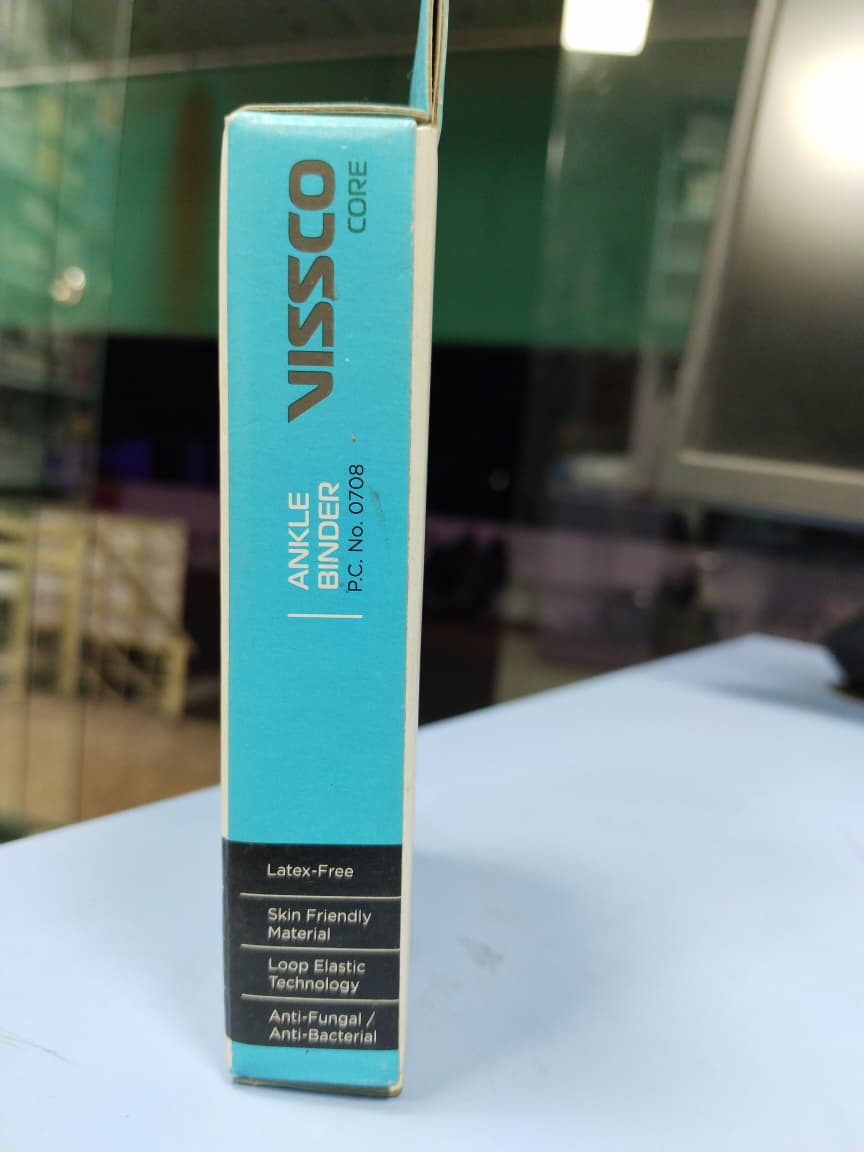 VISSCO
CORE
ANKLE
BINDER
P.C. No. 0708
Latex-Free
Skin Friendly
Material
Loop Elastic
Technology
Anti-Fungal /
Anti-Bacterial